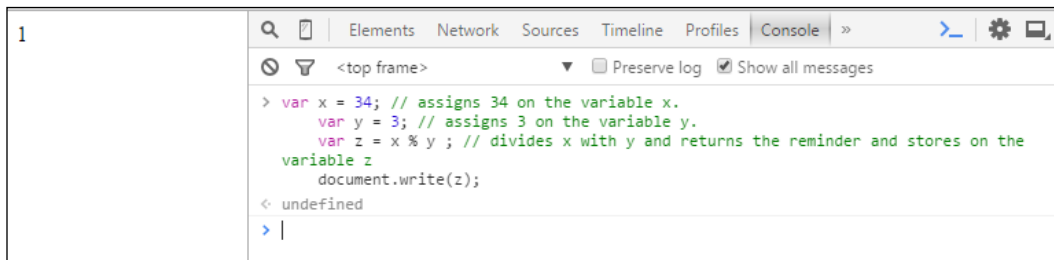 1
Elements Network Sources Timeline Profiles Console »
<top frame> ▼ Preserve log Show all messages
> var x = 34; // assigns 34 on the variable x.
var y = 3; // assigns 3 on the variable y.
var z = x % y ; // divides x with y and returns the reminder and stores on the
variable z
document.write(z);
undefined
>